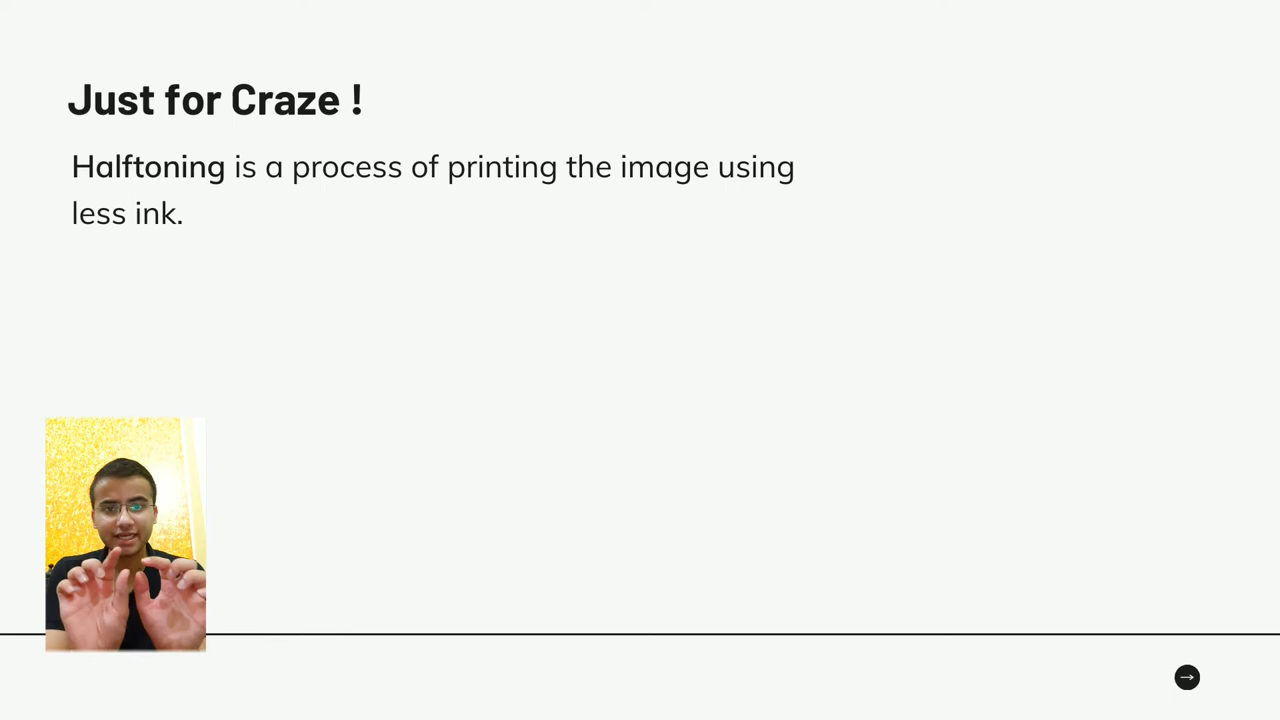 Just for Craze !
Halftoning is a process of printing the image using
less ink.